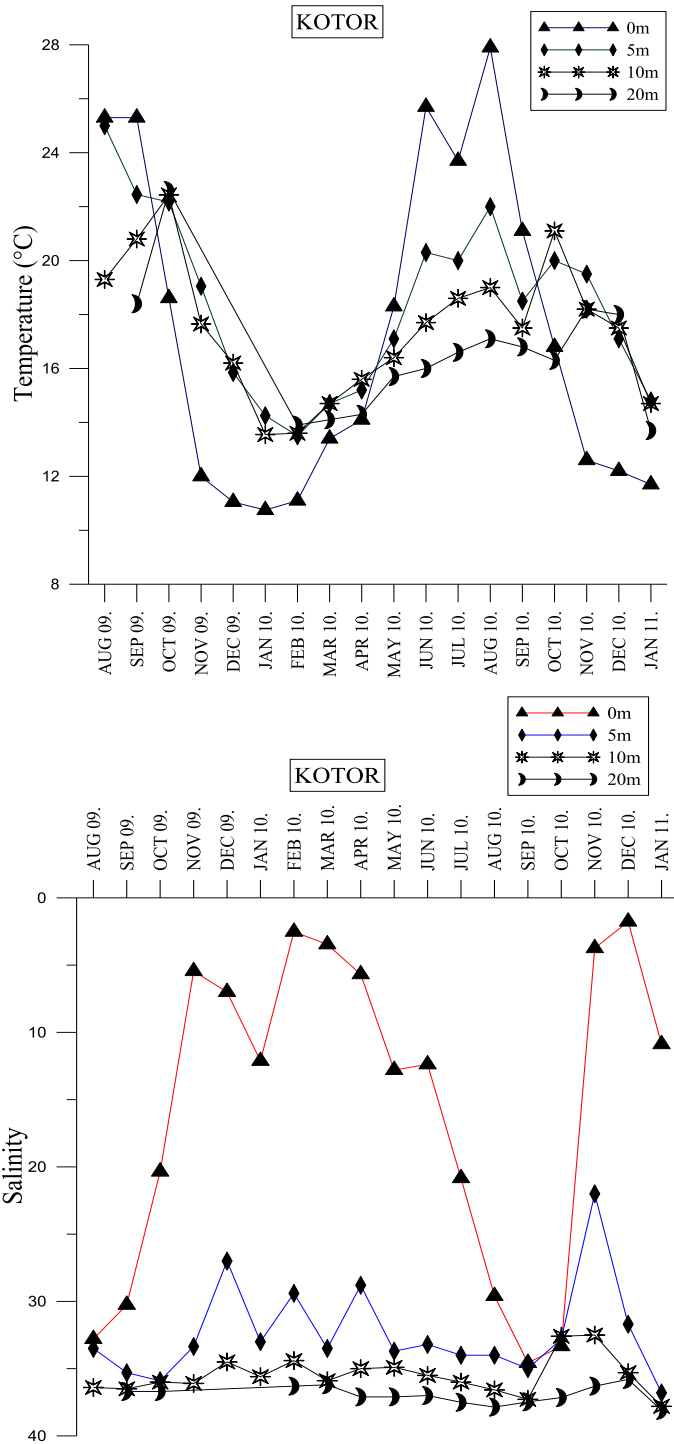 KOTOR
0m
5m
10m
20m
28
24
20
16
12
8
Temperature (°C)
AUG 09.
SEP 09.
OCT 09.
NOV 09.
DEC 09.
JAN 10.
FEB 10.
MAR 10.
APR 10.
MAY 10.
JUN 10.
JUL 10.
AUG 10.
SEP 10.
OCT 10.
NOV 10.
DEC 10.
JAN 11.
0m
5m
10m
20m
KOTOR
AUG 09.
SEP 09.
OCT 09.
NOV 09.
DEC 09.
JAN 10.
FEB 10.
MAR 10.
APR 10.
MAY 10.
JUN 10.
JUL 10.
AUG 10.
SEP 10.
OCT 10.
NOV 10.
DEC 10.
JAN 11.
0
10
20
30
40
Salinity